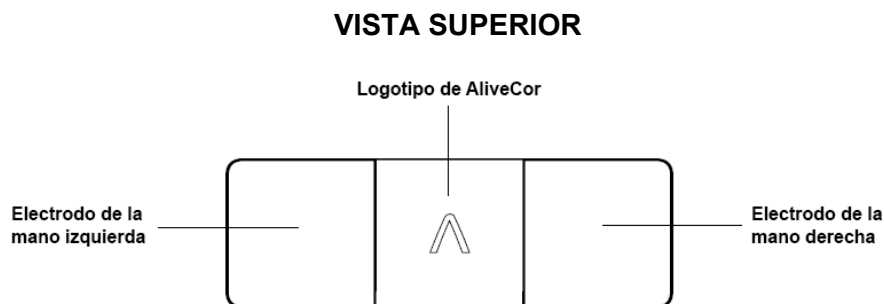 VISTA SUPERIOR
Logotipo de AliveCor
Electrodo de la
mano izquierda
Electrodo de la
mano derecha